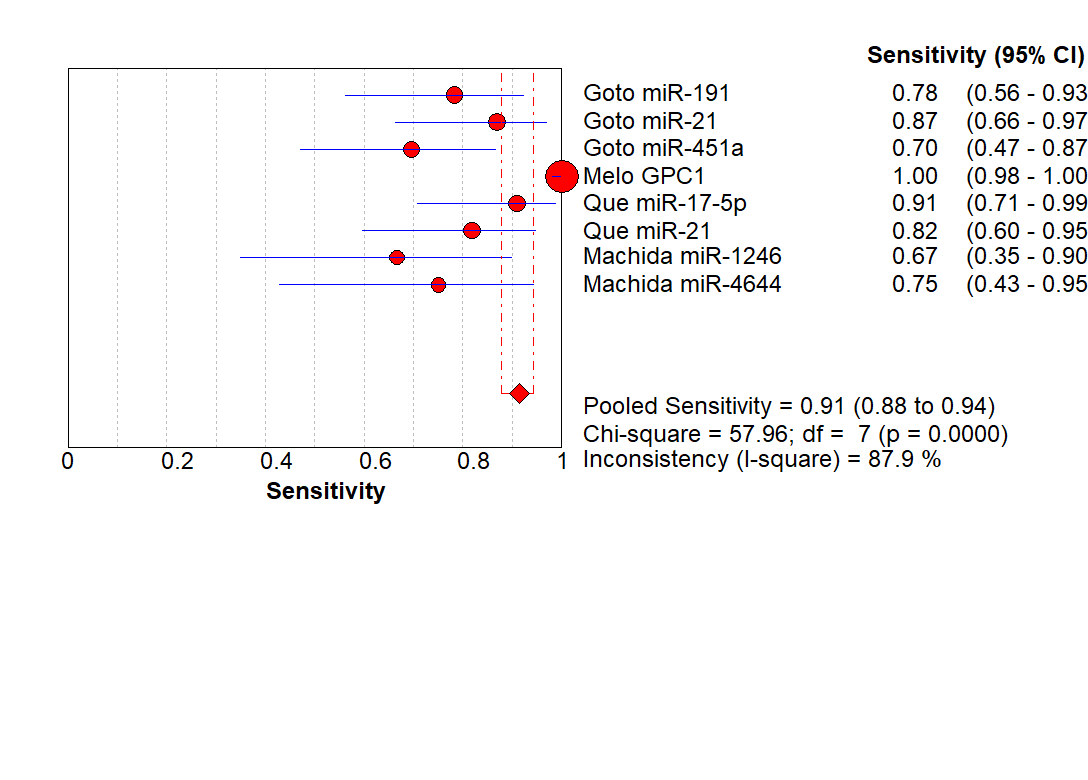 Sensitivity (95% CI)
Goto miR-191 0.78 (0.56 - 0.93
Goto miR-21 0.87 (0.66 - 0.97
Goto miR-451a 0.70 (0.47 - 0.87
Melo GPC1 1.00 (0.98 - 1.00
Que miR-17-5p 0.91 (0.71 - 0.99
Que miR-21 0.82 (0.60 - 0.95
Machida miR-1246 0.67 (0.35 - 0.90
Machida miR-4644 0.75 (0.43 - 0.95
Pooled Sensitivity = 0.91 (0.88 to 0.94)
Chi-square = 57.96; df = 7 (p = 0.0000)
Inconsistency (I-square) = 87.9 %
0 0.2 0.4 0.6 0.8 1
Sensitivity